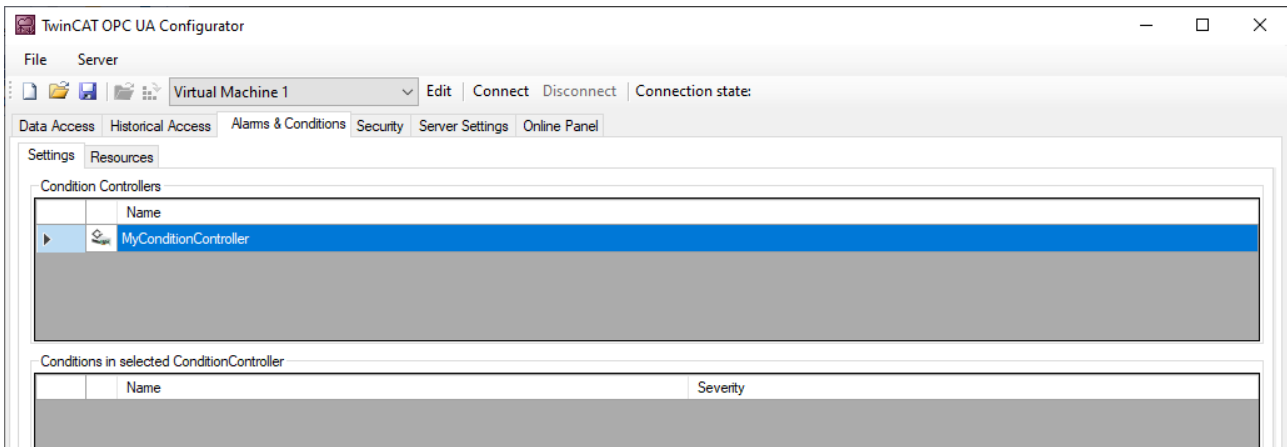 TwinCAT OPC UA Configurator
File Server
Virtual Machine 1 Edit Connect Disconnect Connection state:
Data Access Historical Access Alarms & Conditions Security Server Settings Online Panel
Settings Resources
Condition Controllers
Name
MyConditionController
Conditions in selected ConditionController
Name Severity